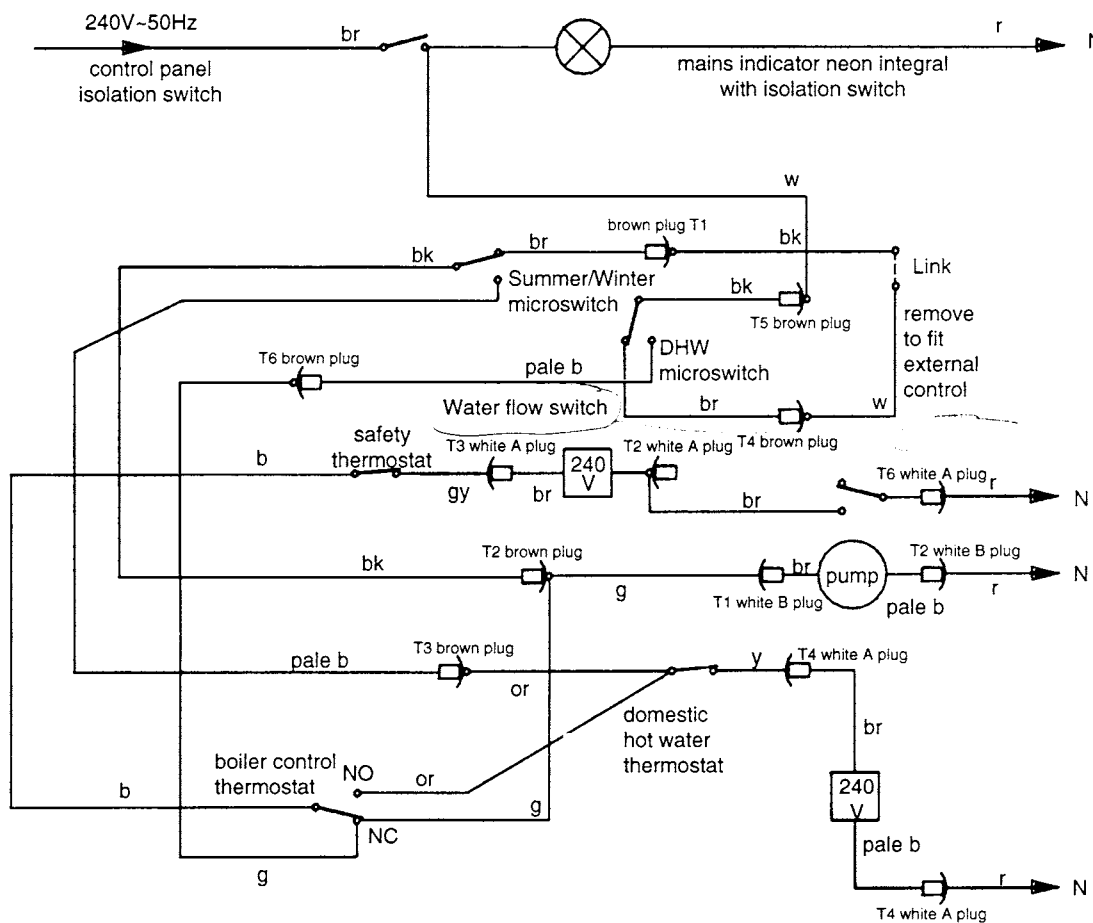 240V~50Hz
br
r
N
control panel
isolation switch
mains indicator neon integral
with isolation switch
w
brown plug T1
bk
br
bk
Link
Summer/Winter
microswitch
bk
T5 brown plug
remove
to fit
external
control
T6 brown plug
pale b
DHW
microswitch
Water flow switch
br
w
T4 brown plug
safety
thermostat
b
T3 white A plug
T2 white A plug
240
V
gy
br
br
T6 white A plug
r
N
T2 brown plug
bk
g
br
pump
T2 white B plug
N
T1 white B plug
pale b
r
T3 brown plug
pale b
or
y
T4 white A plug
domestic
hot water
thermostat
br
boiler control
thermostat
NO
or
b
g
NC
240
V
pale b
g
r
N
T4 white A plug